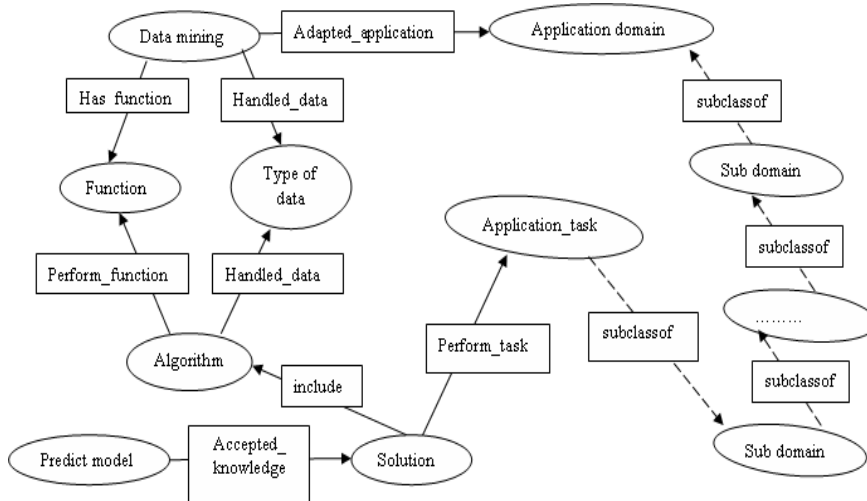 Data mining
Adapted_application
Application domain
Has function
Handled_data
subclassof
Function
Type of
data
Sub domain
Application_task
Perform_function
Handled_data
subclassof
………
Algorithm
include
Perform_task
subclassof
subclassof
Predict model
Accepted_
knowledge
Solution
Sub domain